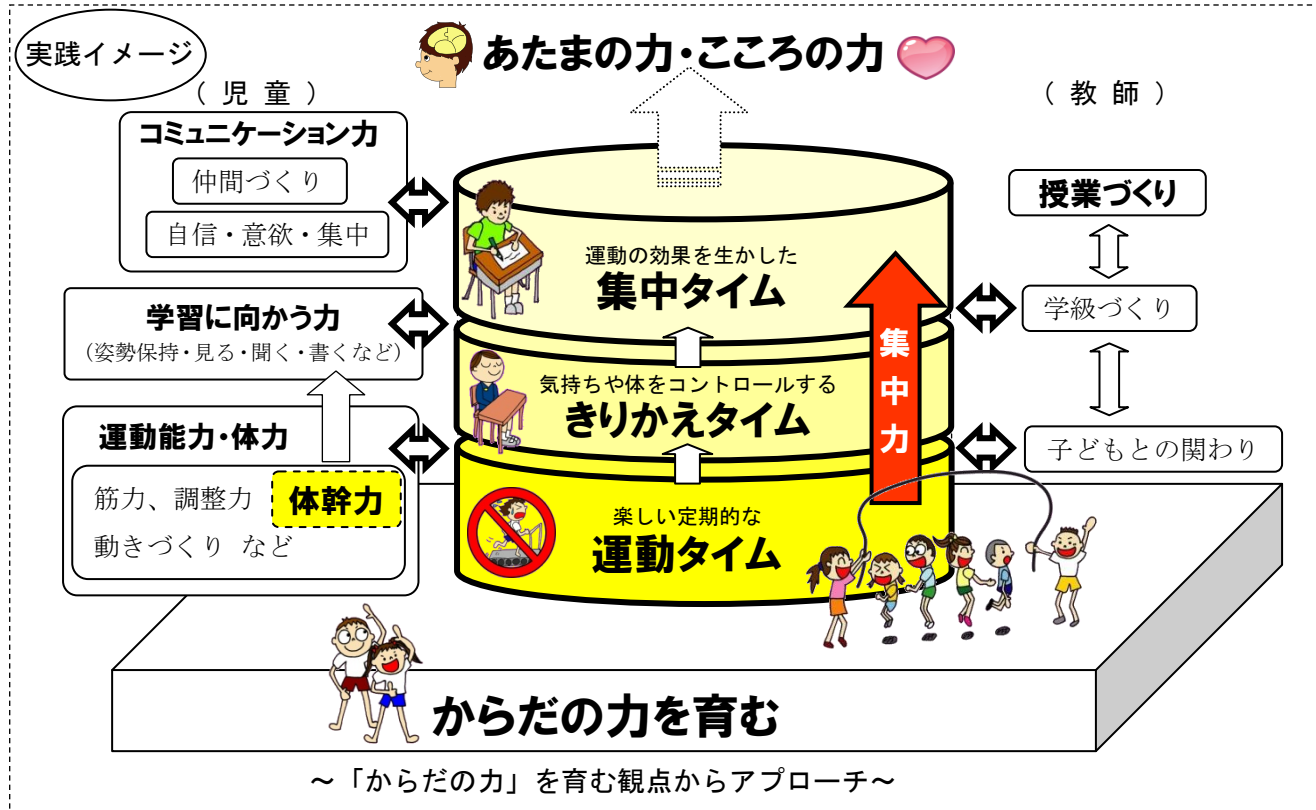 実践イメージ
あたまの力・こころの力
（ 児 童 ）
（ 教 師 ）
コミュニケーション力
仲間づくり
自信・意欲・集中
学習に向かう力
（姿勢保持・見る・聞く・書くなど）
運動能力・体力
筋力、調整力
体幹力
動きづくり など
運動の効果を生かした
集中タイム
気持ちや体をコントロールする
きりかえタイム
楽しい定期的な
運動タイム
集中力
授業づくり
学級づくり
子どもとの関わり
からだの力を育む
～「からだの力」を育む観点からアプローチ～